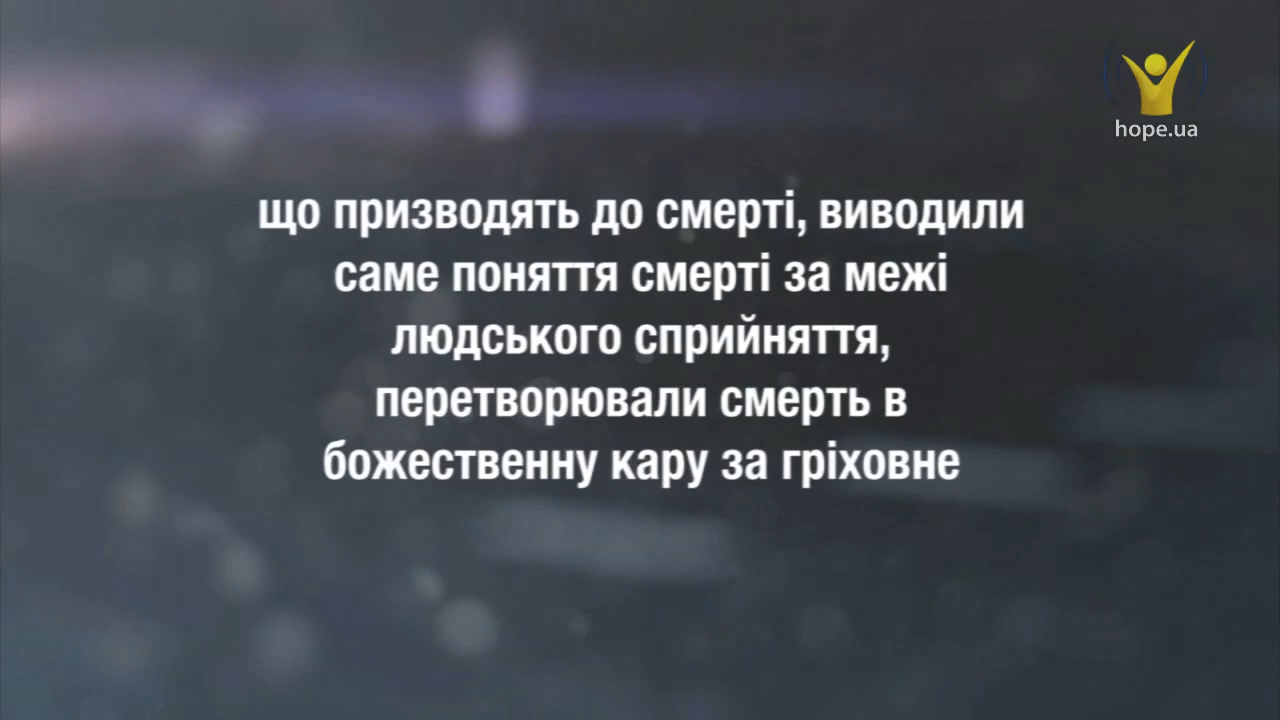 hope.ua
що призводять до смерті, виводили
саме поняття смерті за межі
людського сприйняття,
перетворювали смерть в
божественну кару за гріховне